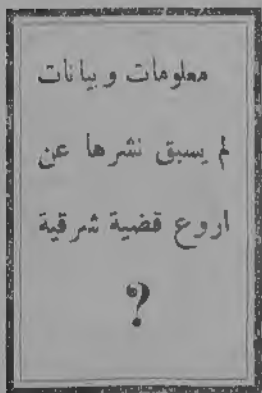 معلومات وبيانات
لم يسبق نشرها عن
اروع قضية شرقية
?